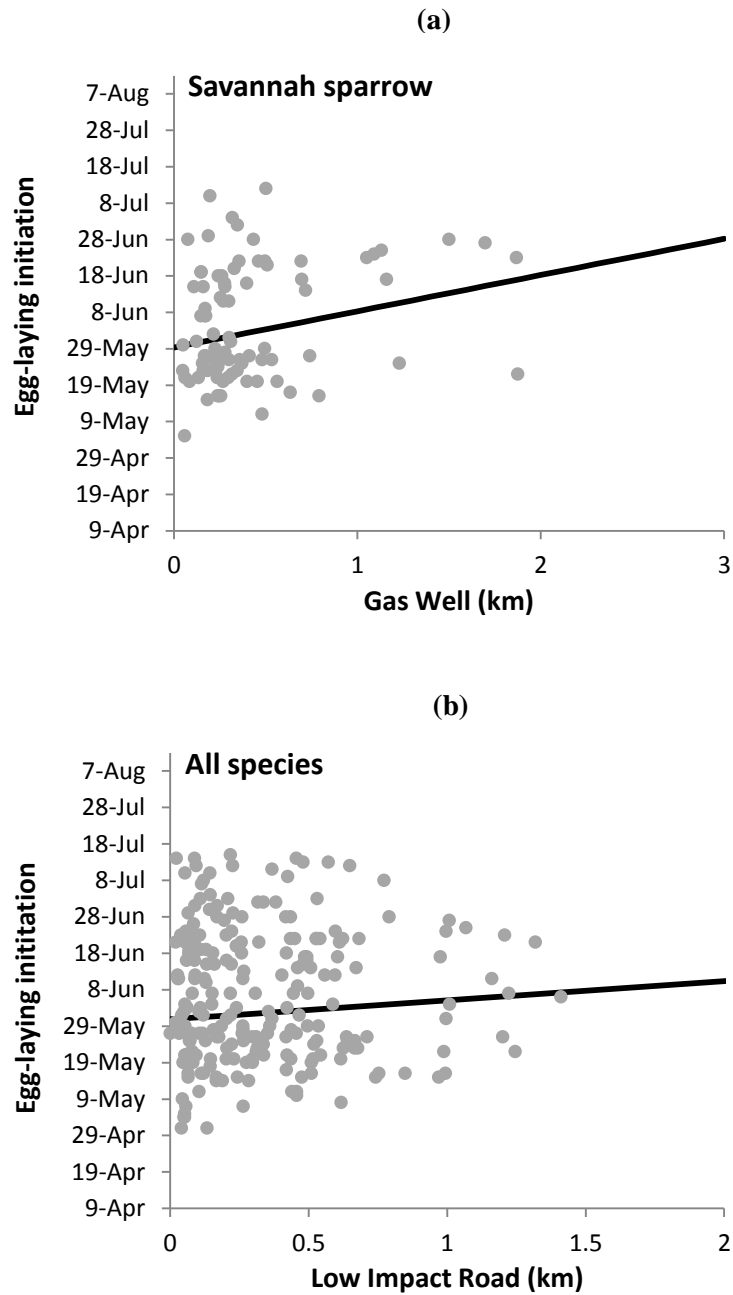 (a)
Savannah sparrow
Egg-laying initiation
7-Aug
28-Jul
18-Jul
8-Jul
28-Jun
18-Jun
8-Jun
29-May
19-May
9-May
29-Apr
19-Apr
9-Apr
0 1 2 3
Gas Well (km)
(b)
All species
Egg-laying inititation
7-Aug
28-Jul
18-Jul
8-Jul
28-Jun
18-Jun
8-Jun
29-May
19-May
9-May
29-Apr
19-Apr
9-Apr
0 0.5 1 1.5 2
Low Impact Road (km)